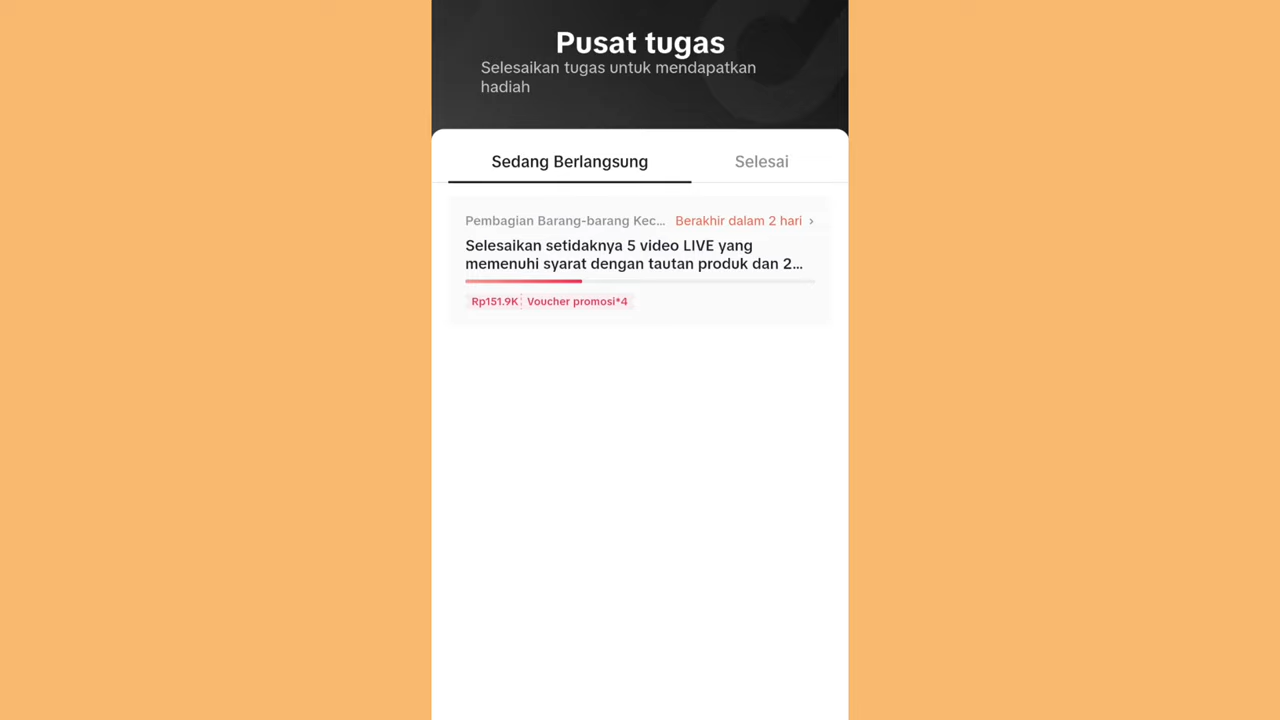 Pusat tugas
Selesaikan tugas untuk mendapatkan
hadiah
Sedang Berlangsung
Selesai
Pembagian Barang-barang Kec... Berakhir dalam 2 hari ›
Selesaikan setidaknya 5 video LIVE yang
memenuhi syarat dengan tautan produk dan 2...
Rp151.9K Voucher promosi*4